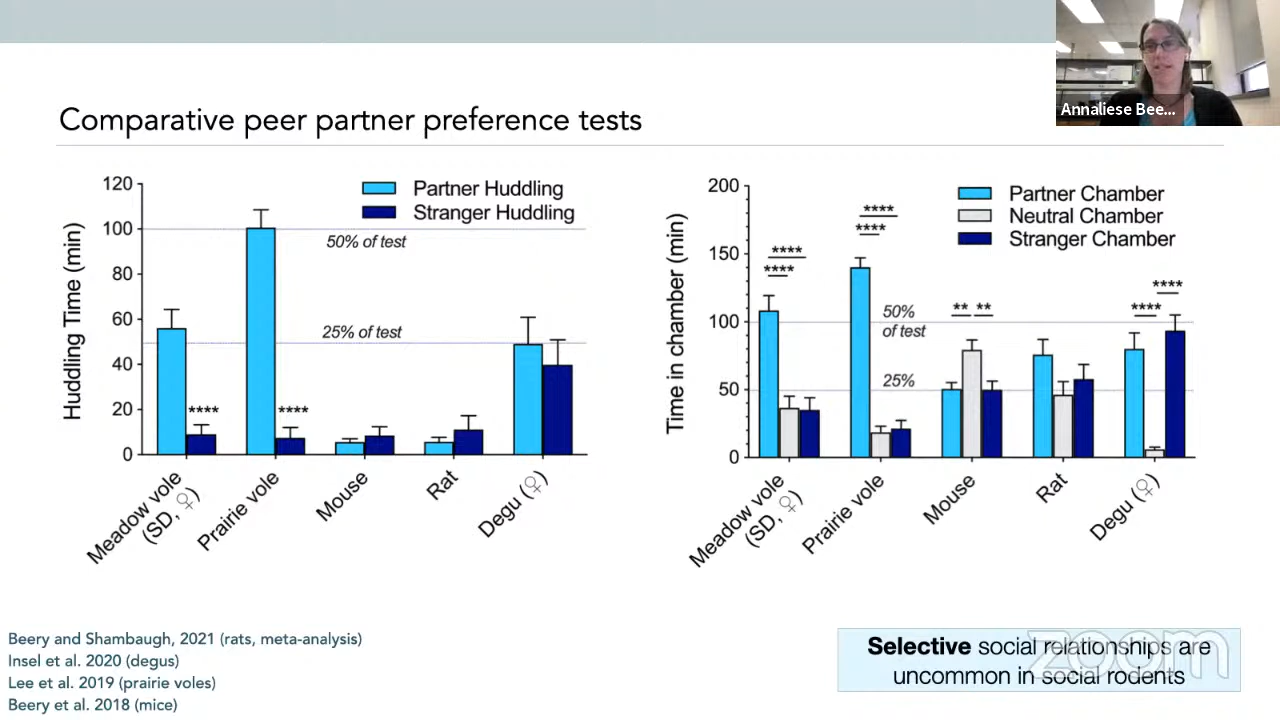 Annaliese Bee...
Comparative peer partner preference tests
Huddling Time (min)
120
100
80
60
40
20
0
Partner Huddling
Stranger Huddling
50% of test
25% of test
****
****
Meadow vole
(SD, ♀)
Prairie vole
Mouse
Rat
Degu (♀)
Time in chamber (min)
200
150
100
50
0
Partner Chamber
Neutral Chamber
Stranger Chamber
****
****
****
****
50%
of test
25%
**
**
****
****
Meadow vole
(SD, ♀)
Prairie vole
Mouse
Rat
Degu (♀)
Beery and Shambaugh, 2021 (rats, meta-analysis)
Insel et al. 2020 (degus)
Lee et al. 2019 (prairie voles)
Beery et al. 2018 (mice)
Selective social relationships are
uncommon in social rodents
zoom